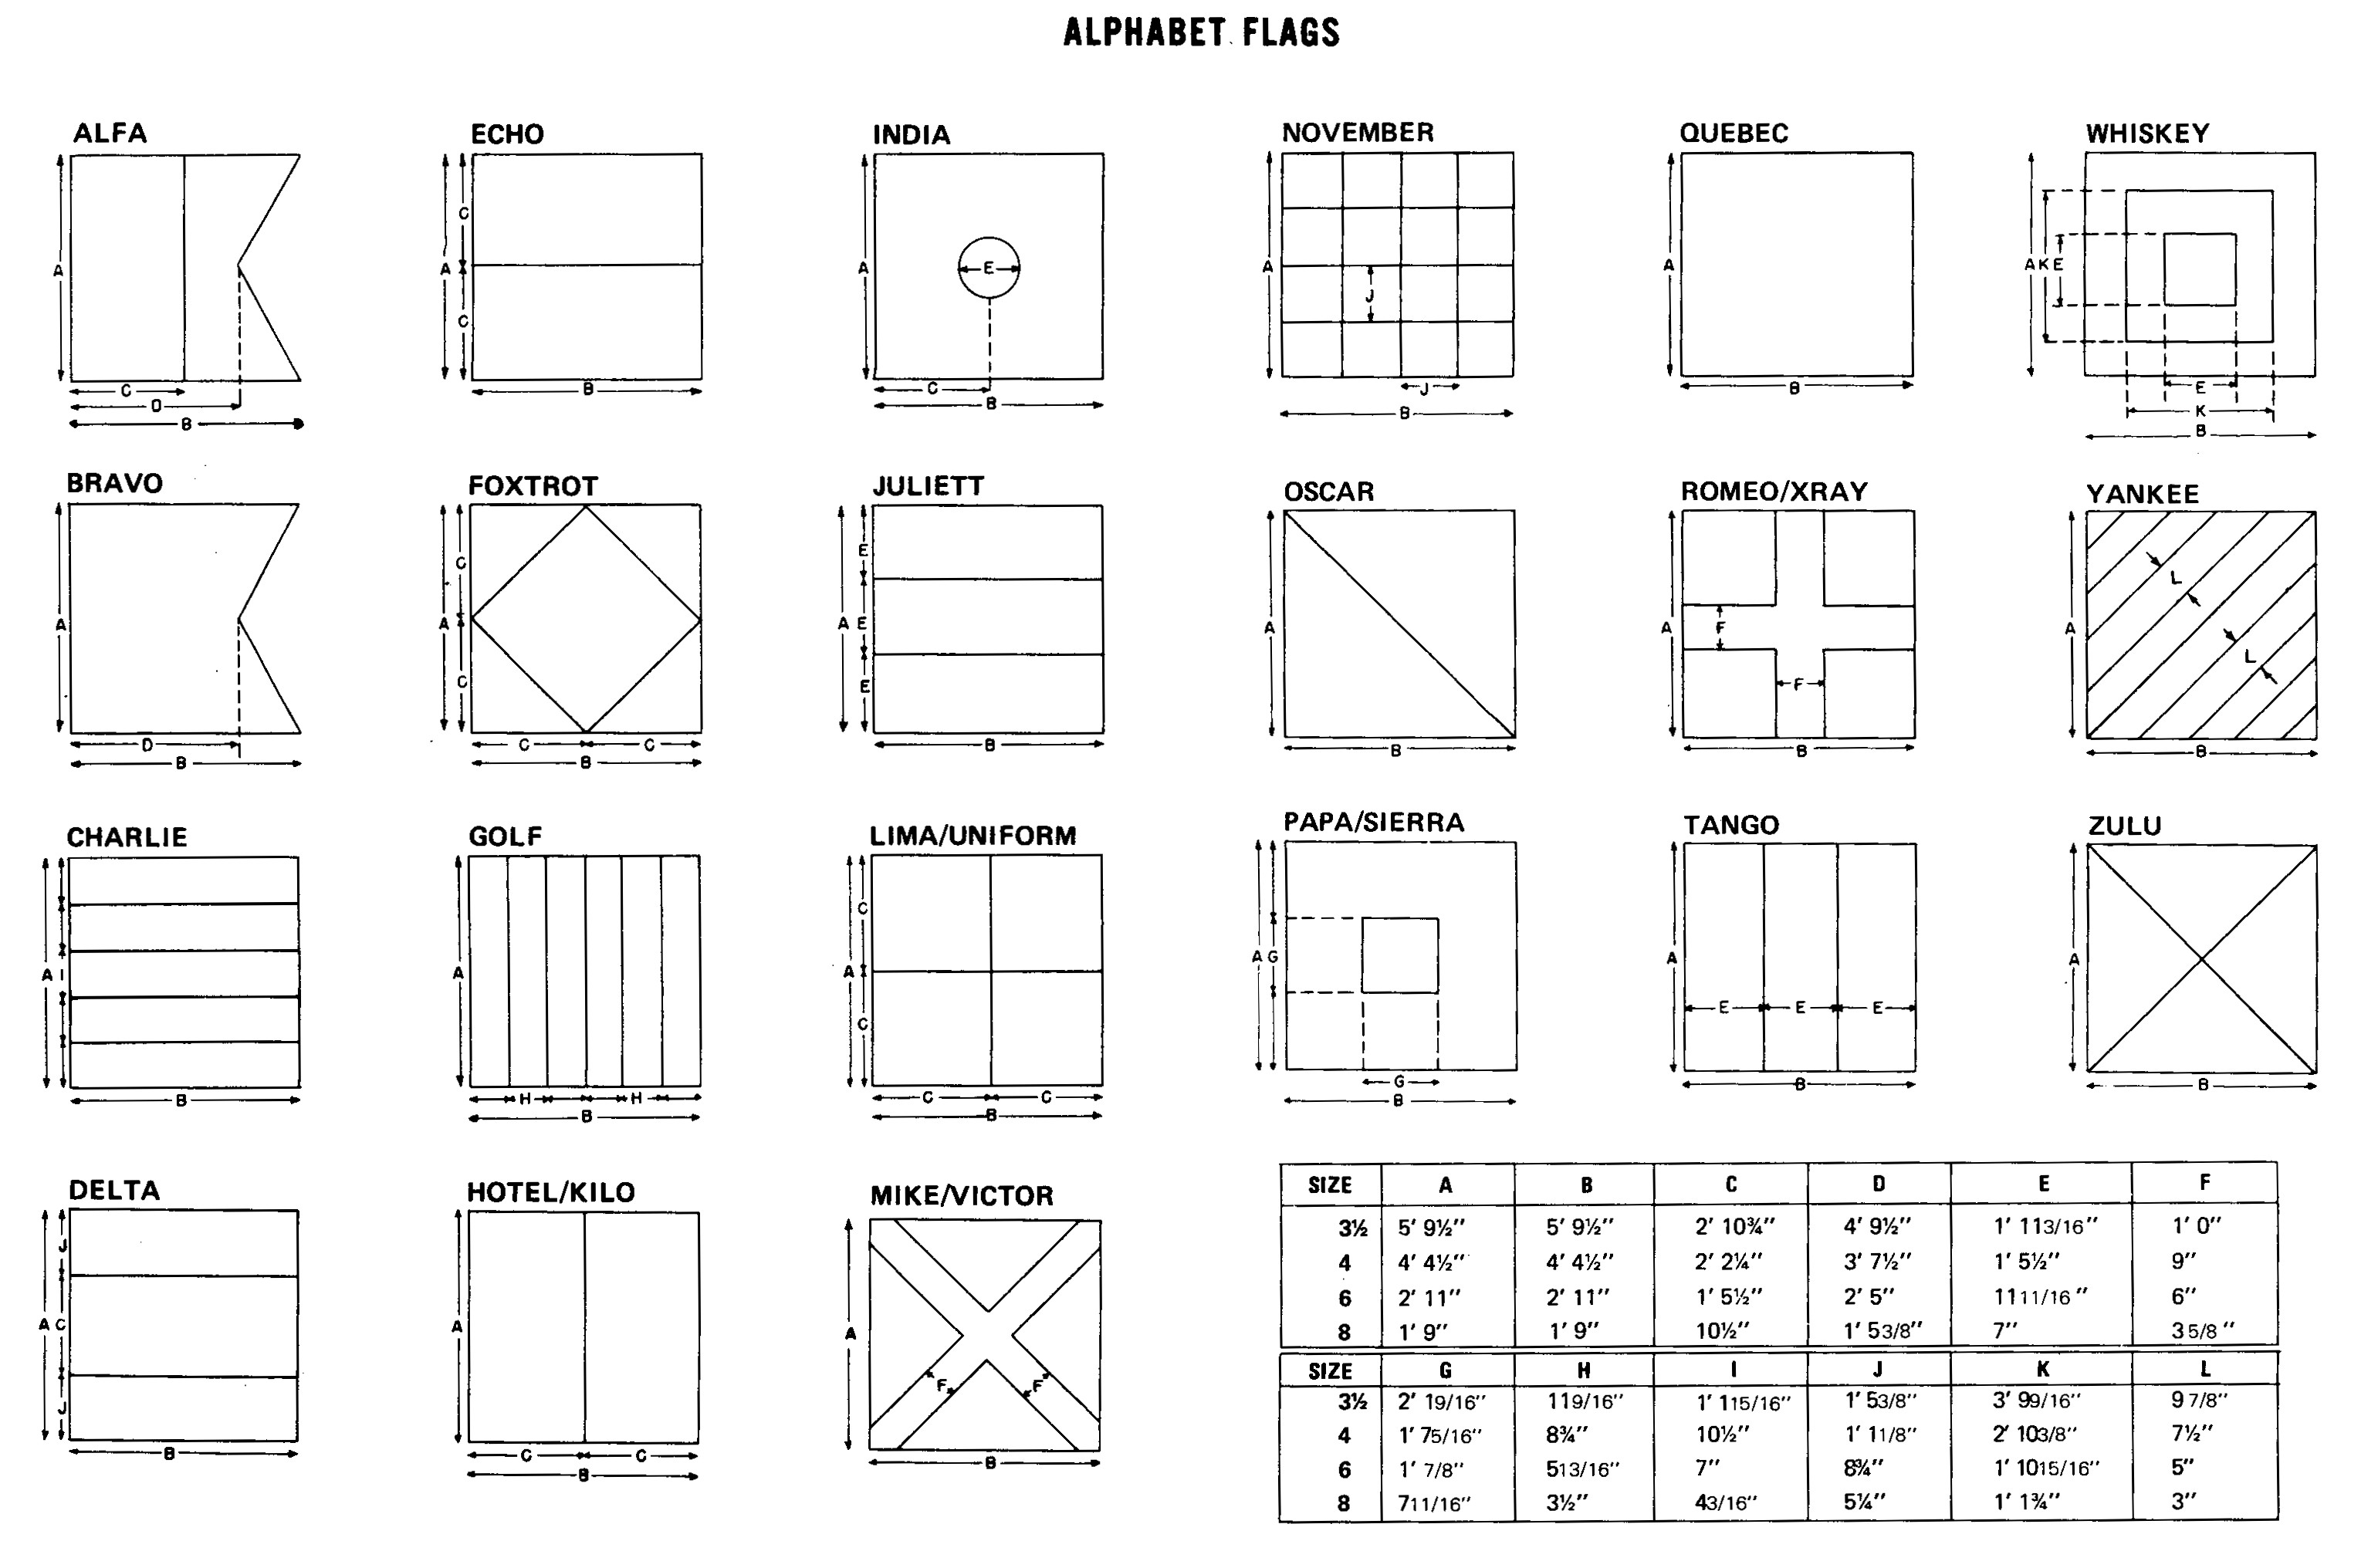 ALPHABET FLAGS
ALFA
A
C
D
B
ECHO
C
A
C
B
INDIA
A
E
C
B
NOVEMBER
A
J
J
B
QUEBEC
A
B
WHISKEY
A K E
E
K
B
BRAVO
A
D
B
FOXTROT
C
A
C
C C
B
JULIETT
E
A E
E
B
OSCAR
A
B
ROMEO/XRAY
A
F
F
B
YANKEE
L
A
L
B
CHARLIE
A I
B
GOLF
A
H H
B
LIMA/UNIFORM
C
A
C
C C
B
PAPA/SIERRA
A G
G
B
TANGO
A
E E E
B
ZULU
A
B
DELTA
J
A C
J
B
HOTEL/KILO
A
C C
B
MIKE/VICTOR
A
F F
B
SIZE A B C D E F
3½ 5' 9½" 5' 9½" 2' 10¾" 4' 9½" 1' 113/16" 1' 0"
4 4' 4½" 4' 4½" 2' 2¼" 3' 7½" 1' 5½" 9"
6 2' 11" 2' 11" 1' 5½" 2' 5" 1111/16" 6"
8 1' 9" 1' 9" 10½" 1' 53/8" 7" 35/8"
SIZE G H I J K L
3½ 2' 19/16" 119/16" 1' 115/16" 1' 53/8" 3' 99/16" 97/8"
4 1' 75/16" 8¾" 10½" 1' 11/8" 2' 103/8" 7½"
6 1' 7/8" 513/16" 7" 8¾" 1' 1015/16" 5"
8 711/16" 3½" 43/16" 5¼" 1' 1¾" 3"